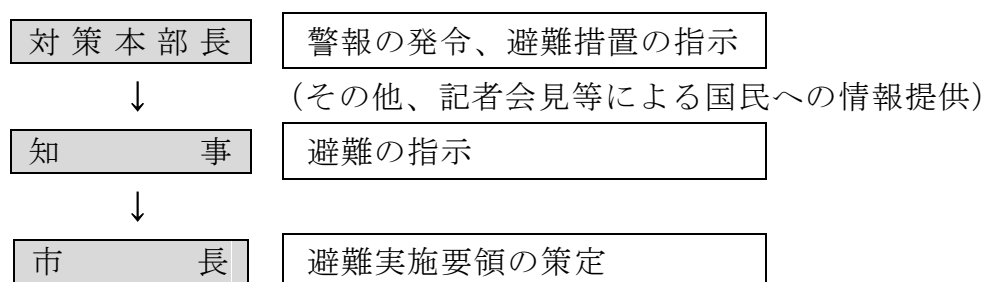 対策本部長 警報の発令、避難措置の指示
↓ (その他、記者会見等による国民への情報提供)
知事 避難の指示
↓
市長 避難実施要領の策定